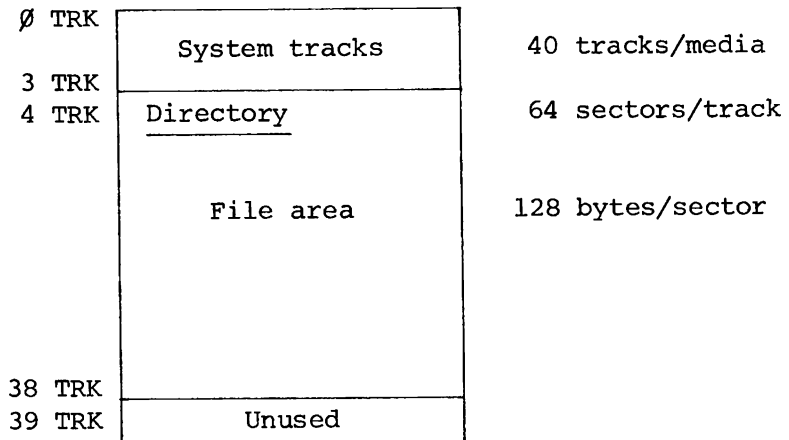 Ø TRK
System tracks
40 tracks/media
3 TRK
4 TRK
Directory
64 sectors/track
File area
128 bytes/sector
38 TRK
39 TRK
Unused